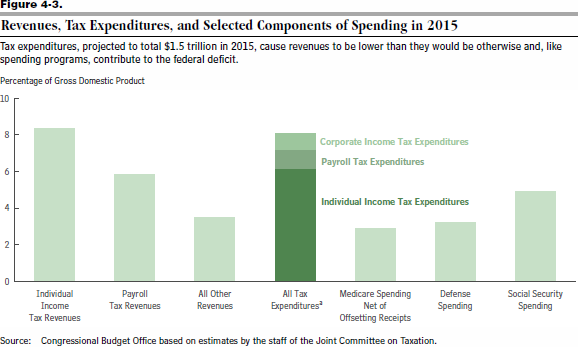 Figure 4-3.
Revenues, Tax Expenditures, and Selected Components of Spending in 2015
Tax expenditures, projected to total $1.5 trillion in 2015, cause revenues to be lower than they would be otherwise and, like
spending programs, contribute to the federal deficit.
Percentage of Gross Domestic Product
10
8
6
4
2
0
Corporate Income Tax Expenditures
Payroll Tax Expenditures
Individual Income Tax Expenditures
Individual
Income
Tax Revenues
Payroll
Tax Revenues
All Other
Revenues
All Tax
Expendituresᵃ
Medicare Spending
Net of
Offsetting Receipts
Defense
Spending
Social Security
Spending
Source: Congressional Budget Office based on estimates by the staff of the Joint Committee on Taxation.